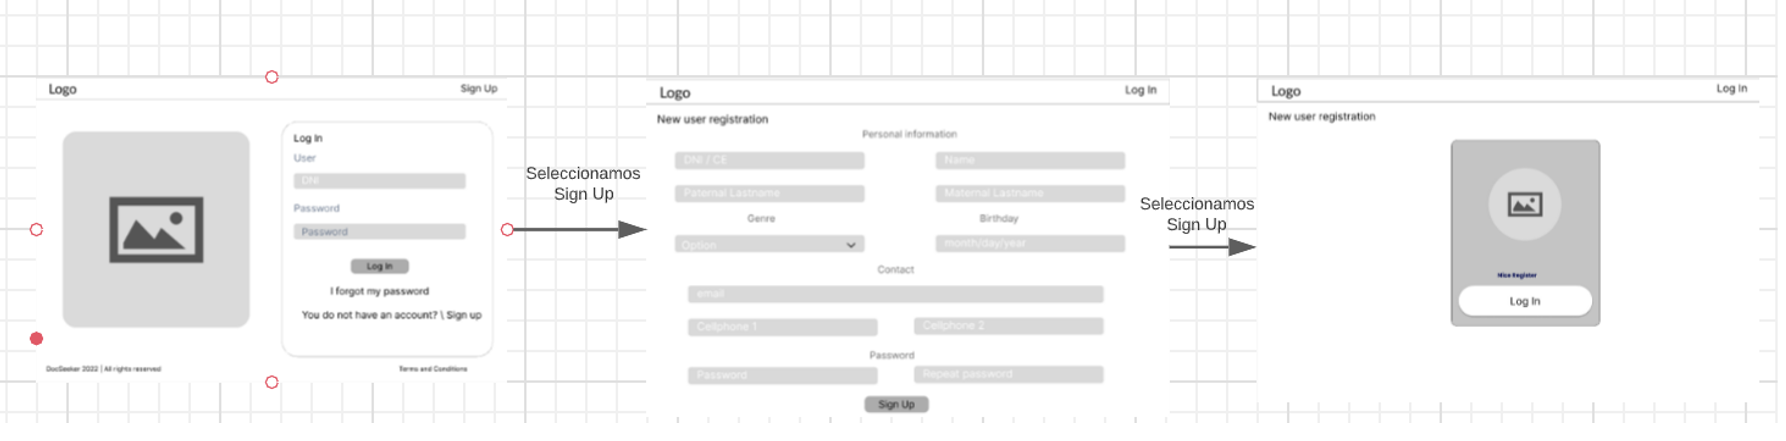 Logo
Sign Up
Log In
User
DNI
Password
Password
Log In
I forgot my password
You do not have an account? \ Sign up
DocSeeker 2022 | All rights reserved
Terms and Conditions
Seleccionamos
Sign Up
Logo
Log In
New user registration
Personal information
DNI / CE
Name
Paternal Lastname
Maternal Lastname
Genre
Birthday
Option
month/day/year
Contact
email
Cellphone 1
Cellphone 2
Password
Password
Repeat password
Sign Up
Seleccionamos
Sign Up
Logo
Log In
New user registration
Nice Register
Log In